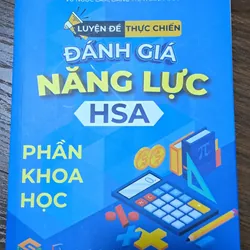 LUYỆN ĐỀ THỰC CHIẾN
ĐÁNH GIÁ
NĂNG LỰC
HSA
PHẦN
KHOA
HỌC